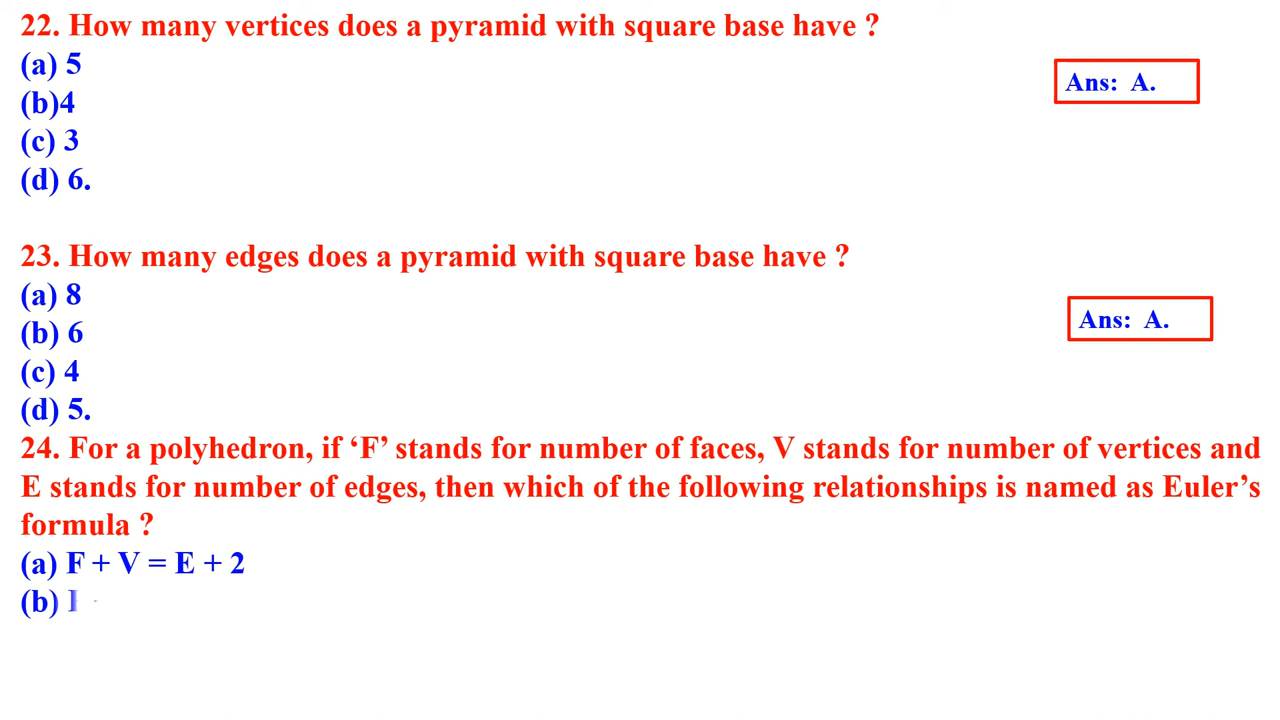 22. How many vertices does a pyramid with square base have ?
(a) 5
Ans: A.
(b)4
(c) 3
(d) 6.
23. How many edges does a pyramid with square base have ?
(a) 8
Ans: A.
(b) 6
(c) 4
(d) 5.
24. For a polyhedron, if ‘F’ stands for number of faces, V stands for number of vertices and
E stands for number of edges, then which of the following relationships is named as Euler’s
formula ?
(a) F + V = E + 2
(b)